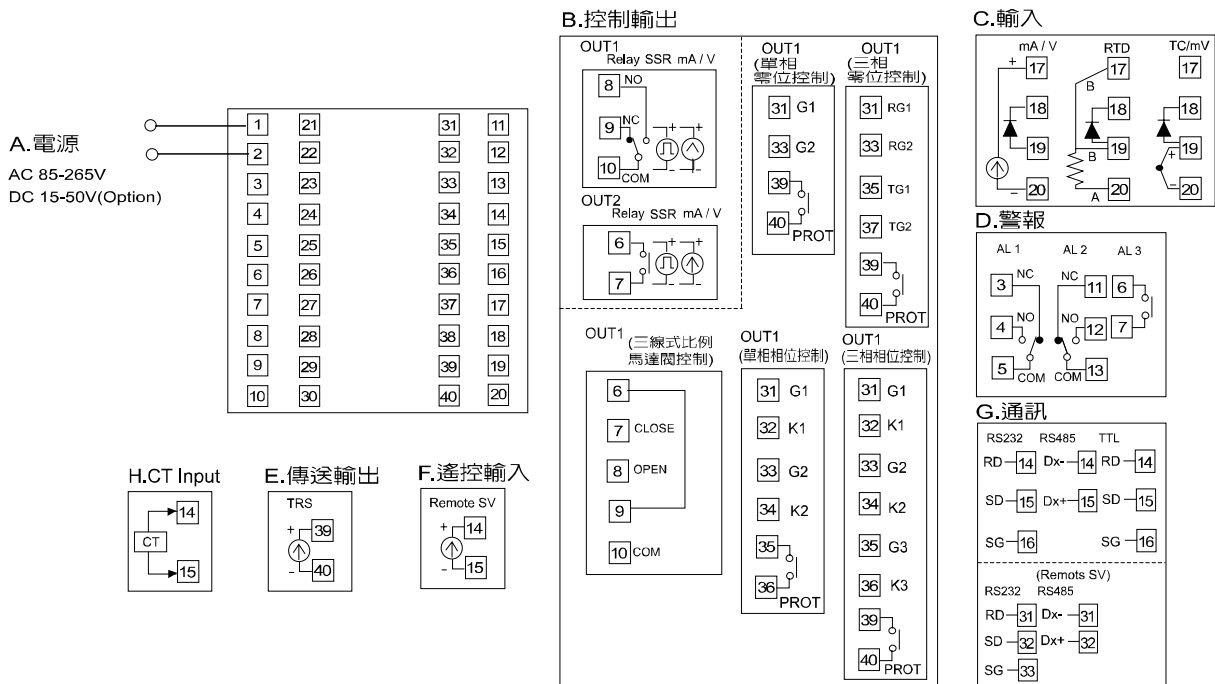 A.電源
AC 85-265V
DC 15-50V(Option)
1 21 31 11
2 22 32 12
3 23 33 13
4 24 34 14
5 25 35 15
6 26 36 16
7 27 37 17
8 28 38 18
9 29 39 19
10 30 40 20
H.CT Input
14
CT
15
E.傳送輸出
TRS
+ 39
- 40
F.遙控輸入
Remote SV
+ 14
- 15
B.控制輸出
OUT1
Relay SSR mA / V
8 NO
9 NC
10 COM
+ +
- -
OUT2
Relay SSR mA / V
6
7
+ +
- -
OUT1
(單相
零位控制)
31 G1
33 G2
39
40 PROT
OUT1
(三相
零位控制)
31 RG1
33 RG2
35 TG1
37 TG2
39
40
PROT
OUT1
(三線式比例
馬達閥控制)
6
7 CLOSE
8 OPEN
9
10 COM
OUT1
(單相相位控制)
31 G1
32 K1
33 G2
34 K2
35
36
PROT
OUT1
(三相相位控制)
31 G1
32 K1
33 G2
34 K2
35 G3
36 K3
39
40 PROT
C.輸入
mA / V
+ 17
18
19
- 20
RTD
17
B
18
B 19
A 20
TC/mV
17
18
+ 19
- 20
D.警報
AL 1
3 NC
4 NO
5 COM
AL 2
NC 11
NO 12
COM 13
AL 3
6
7
G.通訊
RS232 RS485 TTL
RD 14 Dx- 14 RD 14
SD 15 Dx+ 15 SD 15
SG 16 SG 16
(Remots SV)
RS232 RS485
RD 31 Dx- 31
SD 32 Dx+ 32
SG 33